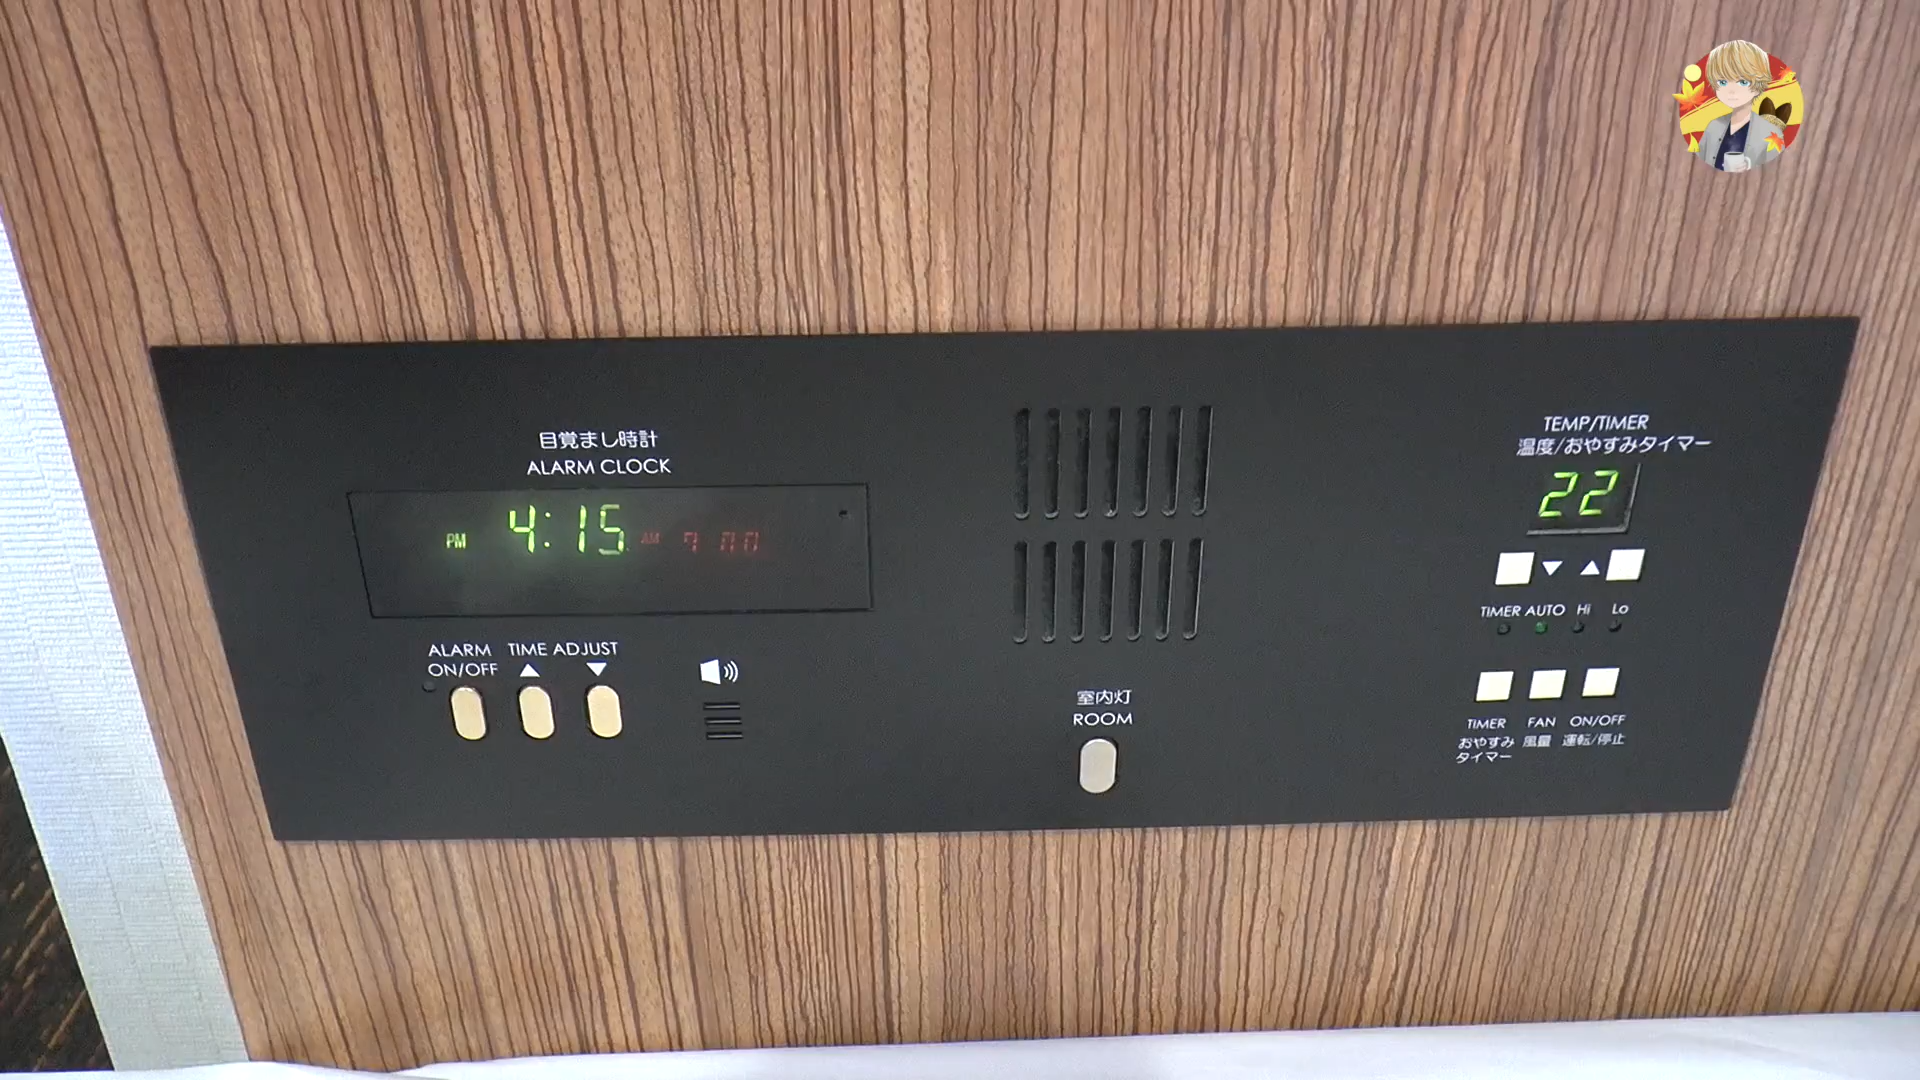 目覚まし時計
ALARM CLOCK
PM 4:15 AM 7 00
ALARM
ON/OFF
TIME ADJUST
室内灯
ROOM
TEMP/TIMER
温度/おやすみタイマー
22
TIMER AUTO Hi Lo
TIMER FAN ON/OFF
おやすみ 風量 運転/停止
タイマー